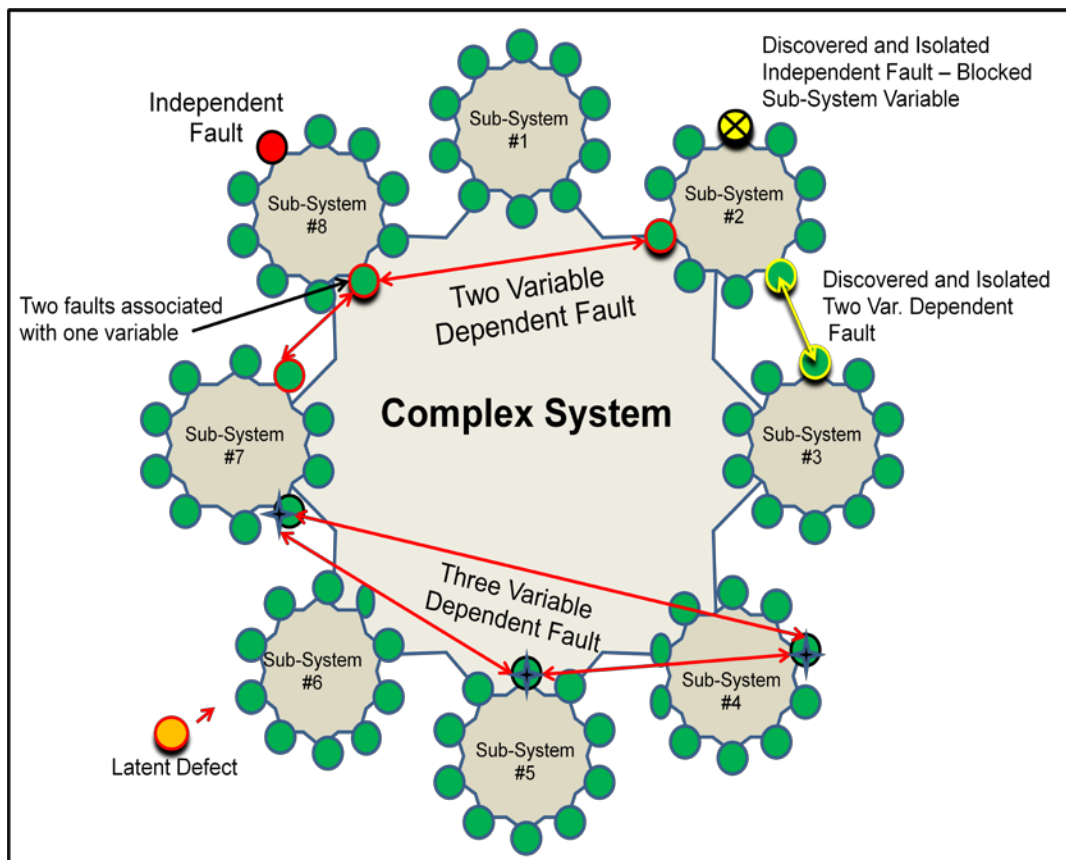 Discovered and Isolated
Independent Fault – Blocked
Sub-System Variable
Independent
Fault
Sub-System
#1
Sub-System
#2
Sub-System
#8
Two faults associated
with one variable
Two Variable
Dependent Fault
Discovered and Isolated
Two Var. Dependent
Fault
Complex System
Sub-System
#7
Sub-System
#3
Three Variable
Dependent Fault
Sub-System
#6
Sub-System
#4
Sub-System
#5
Latent Defect